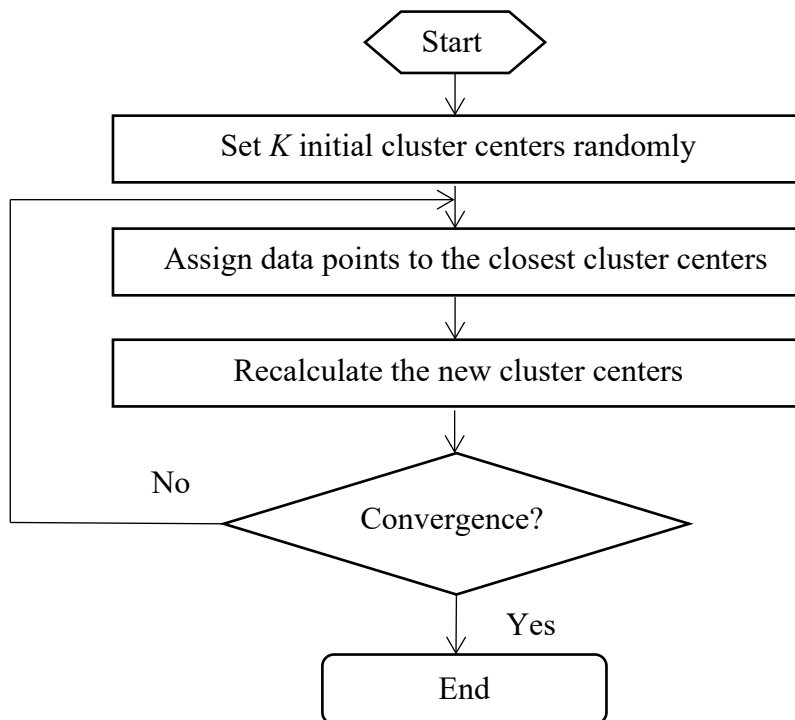 Start
Set K initial cluster centers randomly
Assign data points to the closest cluster centers
Recalculate the new cluster centers
No
Convergence?
Yes
End